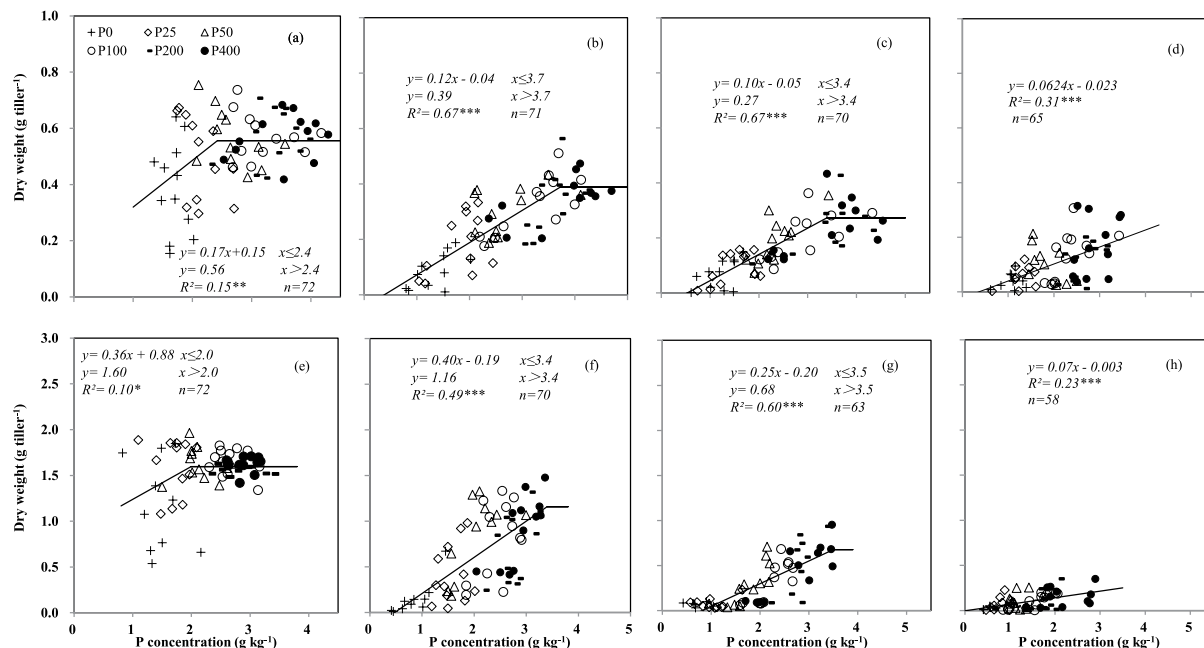 1.0
0.8
0.6
0.4
0.2
0.0
Dry weight (g tiller⁻¹)
+P0 ◇P25 △P50
○P100 -P200 ●P400
(a)
y= 0.17x+0.15 x≤2.4
y= 0.56 x>2.4
R²= 0.15** n=72
(b)
y= 0.12x - 0.04 x≤3.7
y= 0.39 x>3.7
R²= 0.67*** n=71
(c)
y= 0.10x - 0.05 x≤3.4
y= 0.27 x>3.4
R²= 0.67*** n=70
(d)
y= 0.0624x - 0.023
R²= 0.31***
n=65
3.0
2.5
2.0
1.5
1.0
0.5
0.0
Dry weight (g tiller⁻¹)
(e)
y= 0.36x + 0.88 x≤2.0
y= 1.60 x>2.0
R²= 0.10* n=72
(f)
y= 0.40x - 0.19 x≤3.4
y= 1.16 x>3.4
R²= 0.49*** n=70
(g)
y= 0.25x - 0.20 x≤3.5
y= 0.68 x>3.5
R²= 0.60*** n=63
(h)
y= 0.07x - 0.003
R²= 0.23***
n=58
0 1 2 3 4
P concentration (g kg⁻¹)
0 1 2 3 4 5
P concentration (g kg⁻¹)
0 1 2 3 4 5
P concentration (g kg⁻¹)
0 1 2 3 4 5
P concentration (g kg⁻¹)